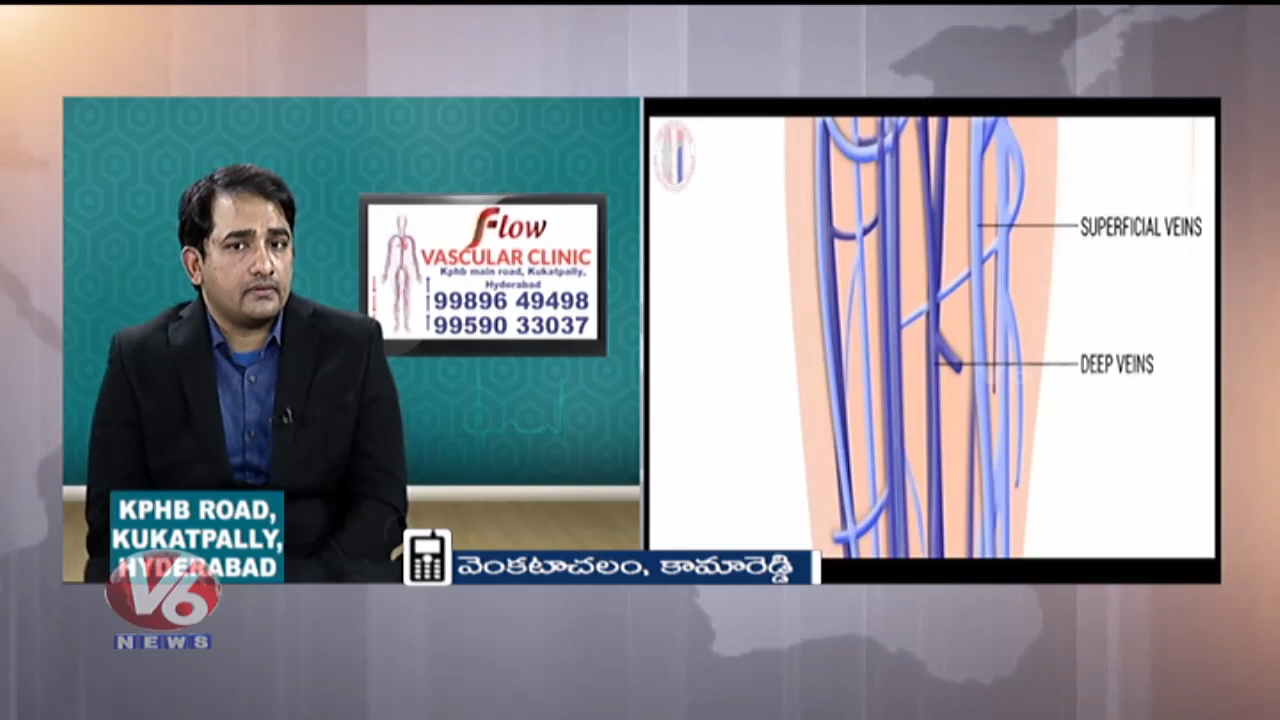 Flow
VASCULAR CLINIC
Kphb main road, Kukatpally,
Hyderabad
99896 49498
99590 33037
SUPERFICIAL VEINS
DEEP VEINS
KPHB ROAD,
KUKATPALLY,
HYDERABAD
వెంకటాచలం, కామారెడ్డి
V6
NEWS